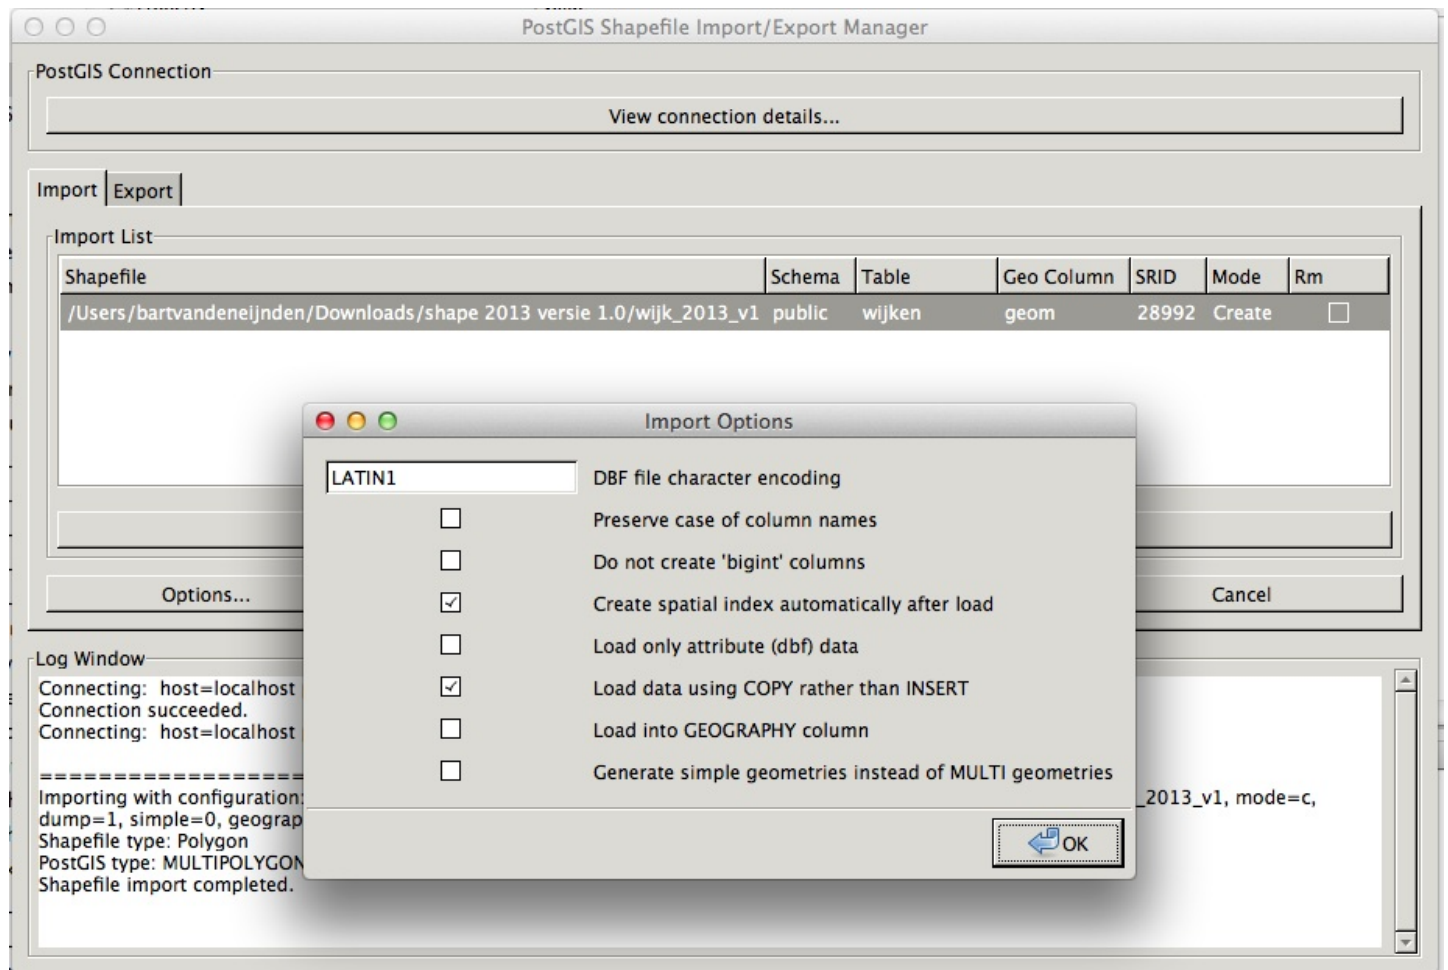 PostGIS Shapefile Import/Export Manager
PostGIS Connection
View connection details...
Import Export
Import List
Shapefile Schema Table Geo Column SRID Mode Rm
/Users/bartvandeneijnden/Downloads/shape 2013 versie 1.0/wijk_2013_v1 public wijken geom 28992 Create
Import Options
LATIN1 DBF file character encoding
Preserve case of column names
Do not create 'bigint' columns
Create spatial index automatically after load
Load only attribute (dbf) data
Load data using COPY rather than INSERT
Load into GEOGRAPHY column
Generate simple geometries instead of MULTI geometries
OK
Options... Cancel
Log Window
Connecting: host=localhost
Connection succeeded.
Connecting: host=localhost
====================
Importing with configuration: _2013_v1, mode=c,
dump=1, simple=0, geograp
Shapefile type: Polygon
PostGIS type: MULTIPOLYGON
Shapefile import completed.